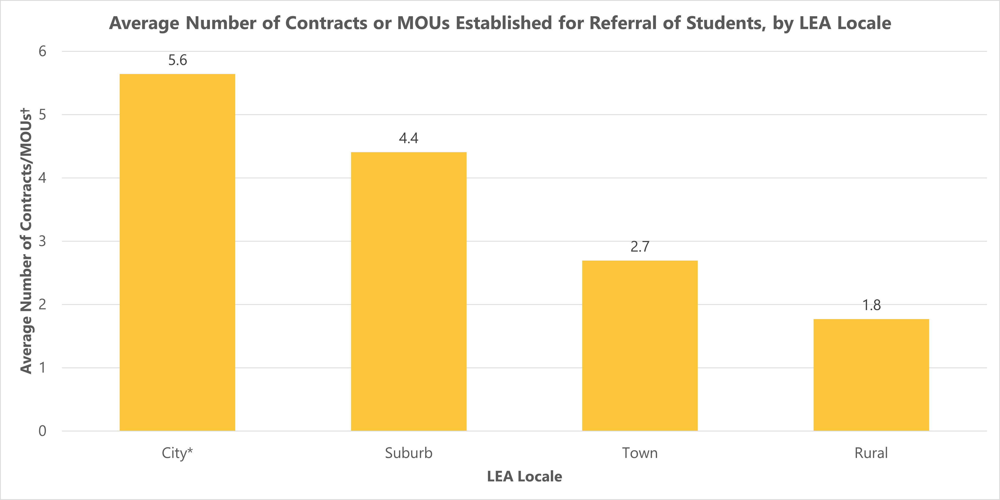 Average Number of Contracts or MOUs Established for Referral of Students, by LEA Locale
Average Number of Contracts/MOUs†
6
5
4
3
2
1
0
5.6
4.4
2.7
1.8
City*
Suburb
Town
Rural
LEA Locale